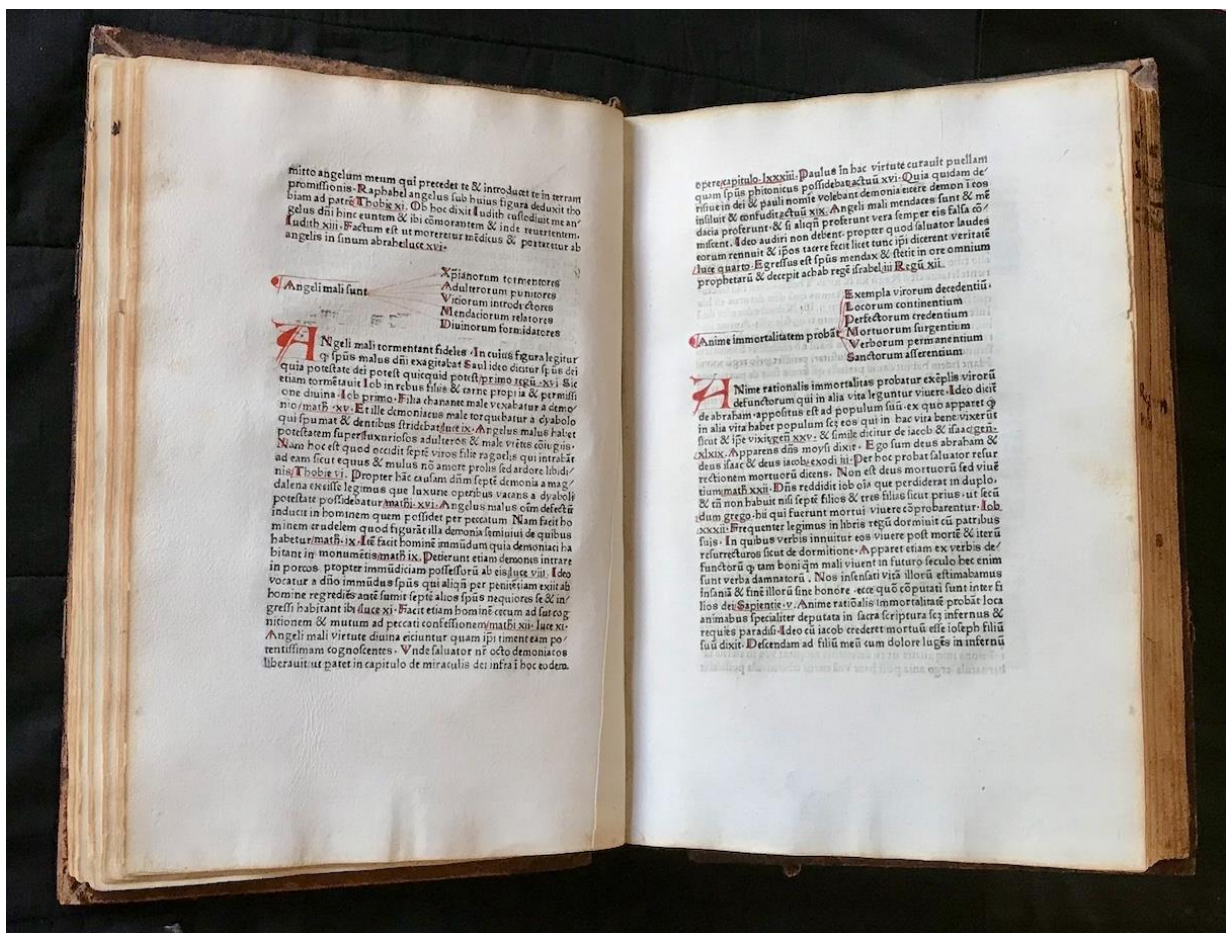 mitto angelum meum qui precedet te & introducet te in terram
promissionis. Raphahel angelus sub huius figura deduxit tho
biam ad patrē Thobie xi. Ob hoc dixit Iudith custodiuit me an/
gelus dñi hinc euntem & ibi cōmorantem & inde reuertentem.
Iudith xiii. Factum est ut moreretur mēdicus & portaretur ab
angelis in sinum abrahe luce xvi.
Angeli mali sunt
Xpianorum tormentores
Adulterorum punitores
Vitiorum introductores
Mendaciorum relatores
Diuinorum formidatores
ANgeli mali tormentant fideles. In cuius figura legitur
q spūs malus dñi exagitabat Saul ideo dicitur spūs dei
quia potestate dei potest quicquid potest primo regū xvi Sic
etiam tormētauit Iob in rebus filiis & carne propria & permissi
one diuina. Iob primo. Filia chananee male vexabatur a demo
nio math. xv. Et ille demoniacus male torquebatur a dyabolo
qui spumat & dentibus stridebat luce ix. Angelus malus habet
potestatem super luxuriosos adulteros & male vtētes cōiugiis.
Nam hoc est quod occidit septē viros filie raguelis qui intrabāt
ad eam sicut equus & mulus nō amore prolis sed ardore libidi/
nis Thobie vi. Propter hāc causam dñm septē demonia a mag/
dalena exisse legimus que luxurie operibus vacans a dyaboli
potestate possidebatur mathi. xvi. Angelus malus oīm defectū
inducit in hominem quem possidet per peccatum Nam facit ho
minem crudelem quod figurāt illa demonia seuiui de quibus
habetur math. ix. Itē facit hominē immūdum quia demoniaci ha
bitant in monumētis math ix. Petierunt etiam demones intrare
in porcos propter immūdiciam possessorū ab eis luce viii. Ideo
vocatur a dño immūdus spūs qui aliqñ per penitētiam exiit ab
homine regrediēs autē sumit septē alios spūs nequiores se & in/
gressi habitant ibi luce xi. Facit etiam hominē cecum ad sui cog
nitionem & mutum ad peccati confessionem mathi xii. luce xi.
Angeli mali virtute diuina eiciuntur quam ipi timent eam po/
tentissimam cognoscentes. Vnde saluator nr̄ octo demoniacos
liberauit ut patet in capitulo de miraculis dei infra ī hoc eodem.
opere capitulo. lxxxiii. Paulus in hac virtute curauit puellam
quam spūs phitonicus possidebat actuū xvi. Quia quidam de/
risiue in dei & pauli nomīe volebant demonia eicere demon ī eos
insiluit & confudit actuū xix. Angeli mali mendaces sunt & mē
dacia proferunt. & si aliqñ proferunt vera semper eis falsa cō/
miscent. Ideo audiri non debent. propter quod saluator laudes
eorum rennuit & ipōs tacere fecit licet tunc ipī dicerent veritatē
luce quarto. Egressus est spūs mendax & stetit in ore omnium
prophetarū & decepit achab regē israhel iii Regū xii.
Anime immortalitatem probāt
Exempla virorum decedentiū.
Locorum continentium
Perfectorum credentium
Mortuorum surgentium
Verborum permanentium
Sanctorum asserentium
ANime rationalis immortalitas probatur exēplis virorū
defunctorum qui in alia vita leguntur viuere. Ideo dicit̄
de abraham. appositus est ad populum suū. ex quo apparet q̄
in alia vita habet populum scȝ eos qui in hac vita bene vixerūt
sicut & ipē vixit gen xxv. & simile dicitur de iacob & isaac gen.
xlxix. Apparens dñs moysi dixit. Ego sum deus abraham &
deus isaac & deus iacob exodi iii. Per hoc probat saluator resur
rectionem mortuorū dicens. Non est deus mortuorū sed viuē
tium math xxii. Dñs reddidit iob oīa que perdiderat in duplo.
& tñ non habuit nisi septē filios & tres filias sicut prius. ut secū
dum grego. hii qui fuerunt mortui viuere cōprobarentur. Iob
xxxii. Frequenter legimus in libris regū dormiuit cū patribus
suis. In quibus verbis innuitur eos viuere post mortē & iterū
resurrecturos sicut de dormitione. Apparet etiam ex verbis de/
functorū q̄ tam boni qm̄ mali viuent in futuro seculo hec enim
sunt verba damnatorū. Nos insensati vitā illorū estimabamus
insaniā & finē illorū sine honore. ecce quō cōputati sunt inter fi
lios dei Sapientie. v. Anime ratiōalis immortalitatē probāt loca
animabus specialiter deputata in sacra scriptura scȝ infernus &
requies paradisi. Ideo cū iacob crederet mortuū esse ioseph filiū
suū dixit. Descendam ad filiū meū cum dolore lugēs in infernū